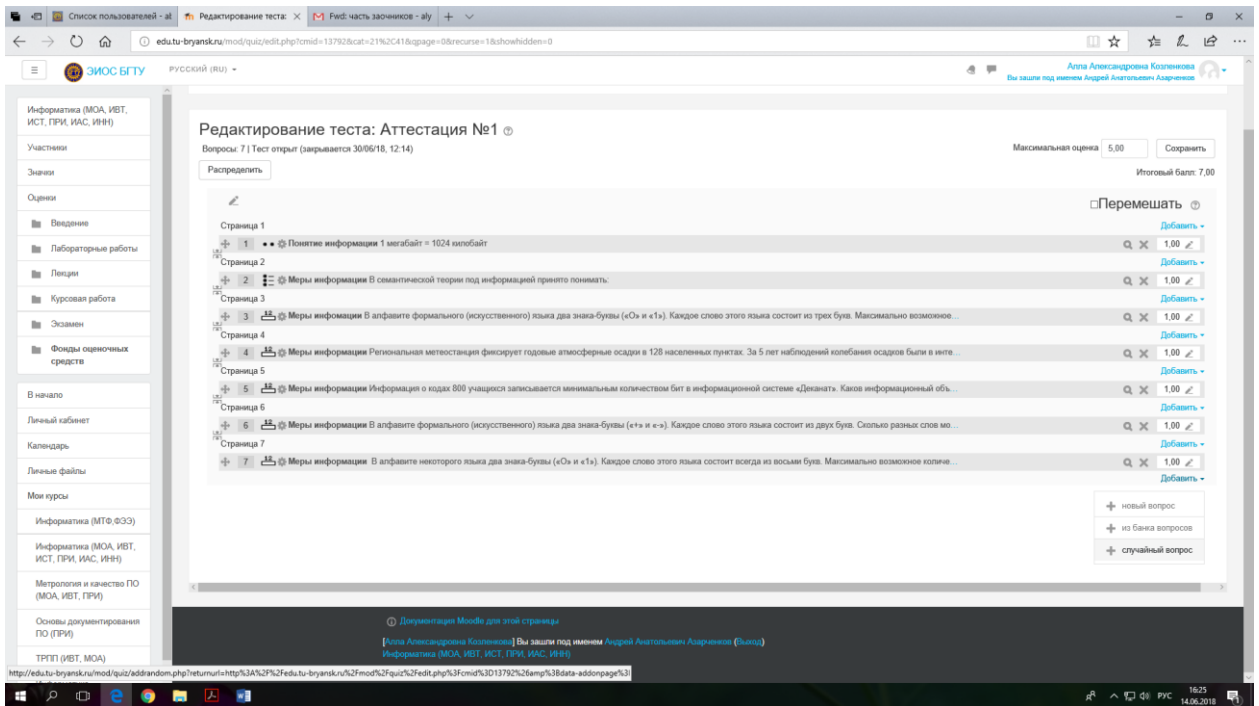 Список пользователей - al
Редактирование теста:
Fwd: часть заочников - aly
edu.tu-bryansk.ru/mod/quiz/edit.php?cmid=13792&cat=21%2C41&qpage=0&recurse=1&showhidden=0
ЭИОС БГТУ
РУССКИЙ (RU)
Алла Александровна Козленкова
Вы зашли под именем Андрей Анатольевич Азарченков
Информатика (МОА, ИВТ,
ИСТ, ПРИ, ИАС, ИНН)
Участники
Значки
Оценки
Введение
Лабораторные работы
Лекции
Курсовая работа
Экзамен
Фонды оценочных
средств
В начало
Личный кабинет
Календарь
Личные файлы
Мои курсы
Информатика (МТФ,ФЭЭ)
Информатика (МОА, ИВТ,
ИСТ, ПРИ, ИАС, ИНН)
Метрология и качество ПО
(МОА, ИВТ, ПРИ)
Основы документирования
ПО (ПРИ)
ТРПП (ИВТ, МОА)
Редактирование теста: Аттестация №1
Вопросы: 7 | Тест открыт (закрывается 30/06/18, 12:14)
Максимальная оценка 5,00 Сохранить
Распределить
Итоговый балл: 7,00
Перемешать
Страница 1 Добавить
1 Понятие информации 1 мегабайт = 1024 килобайт 1,00
Страница 2 Добавить
2 Меры информации В семантической теории под информацией принято понимать: 1,00
Страница 3 Добавить
3 Меры инфомации В алфавите формального (искусственного) языка два знака-буквы («О» и «1»). Каждое слово этого языка состоит из трех букв. Максимально возможное... 1,00
Страница 4 Добавить
4 Меры информации Региональная метеостанция фиксирует годовые атмосферные осадки в 128 населенных пунктах. За 5 лет наблюдений колебания осадков были в инте... 1,00
Страница 5 Добавить
5 Меры информации Информация о кодах 800 учащихся записывается минимальным количеством бит в информационной системе «Деканат». Каков информационный объ... 1,00
Страница 6 Добавить
6 Меры информации В алфавите формального (искусственного) языка два знака-буквы («+» и «-»). Каждое слово этого языка состоит из двух букв. Сколько разных слов мо... 1,00
Страница 7 Добавить
7 Меры информации В алфавите некоторого языка два знака-буквы («О» и «1»). Каждое слово этого языка состоит всегда из восьми букв. Максимально возможное количе... 1,00
Добавить
новый вопрос
из банка вопросов
случайный вопрос
Документация Moodle для этой страницы
[Алла Александровна Козленкова] Вы зашли под именем Андрей Анатольевич Азарченков (Выход)
Информатика (МОА, ИВТ, ИСТ, ПРИ, ИАС, ИНН)
http://edu.tu-bryansk.ru/mod/quiz/addrandom.php?returnurl=http%3A%2F%2Fedu.tu-bryansk.ru%2Fmod%2Fquiz%2Fedit.php%3Fcmid%3D13792%26amp%3Bdata-addonpage%3I
РУС
16:25
14.06.2018